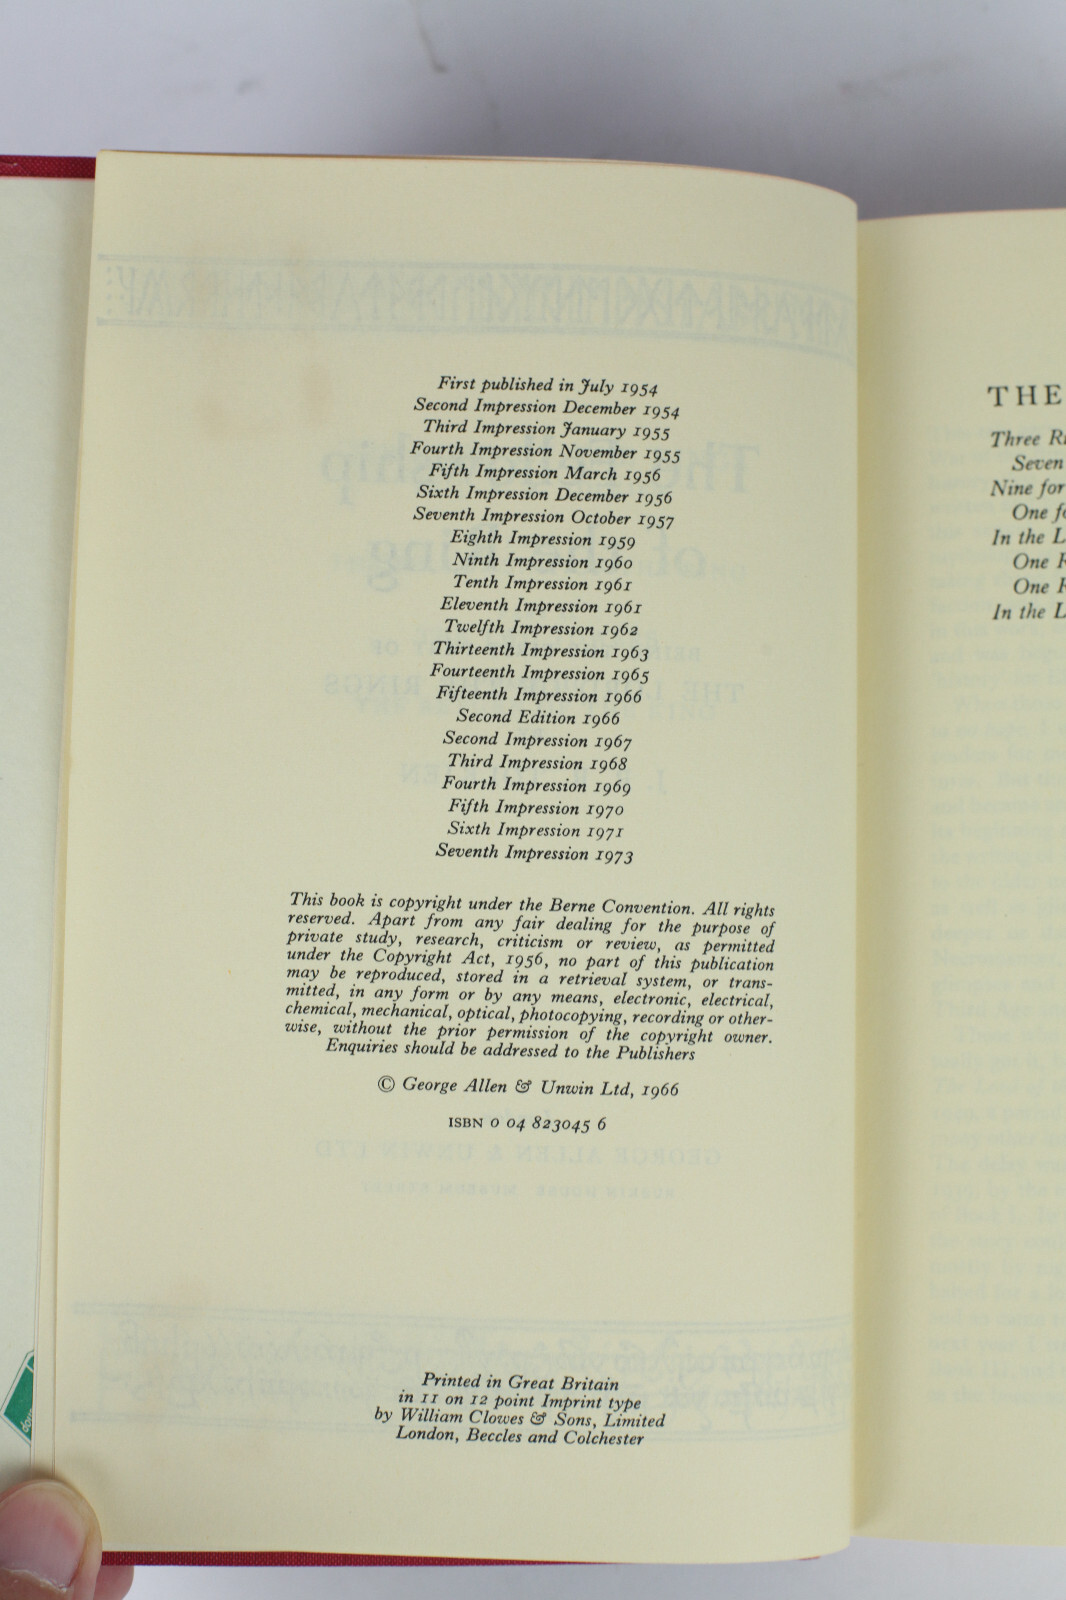 First published in July 1954
Second Impression December 1954
Third Impression January 1955
Fourth Impression November 1955
Fifth Impression March 1956
Sixth Impression December 1956
Seventh Impression October 1957
Eighth Impression 1959
Ninth Impression 1960
Tenth Impression 1961
Eleventh Impression 1961
Twelfth Impression 1962
Thirteenth Impression 1963
Fourteenth Impression 1965
Fifteenth Impression 1966
Second Edition 1966
Second Impression 1967
Third Impression 1968
Fourth Impression 1969
Fifth Impression 1970
Sixth Impression 1971
Seventh Impression 1973
This book is copyright under the Berne Convention. All rights
reserved. Apart from any fair dealing for the purpose of
private study, research, criticism or review, as permitted
under the Copyright Act, 1956, no part of this publication
may be reproduced, stored in a retrieval system, or trans-
mitted, in any form or by any means, electronic, electrical,
chemical, mechanical, optical, photocopying, recording or other-
wise, without the prior permission of the copyright owner.
Enquiries should be addressed to the Publishers
© George Allen & Unwin Ltd, 1966
ISBN 0 04 823045 6
Printed in Great Britain
in 11 on 12 point Imprint type
by William Clowes & Sons, Limited
London, Beccles and Colchester
THE
Three
Seven
Nine for
One
In the
One
One
In the